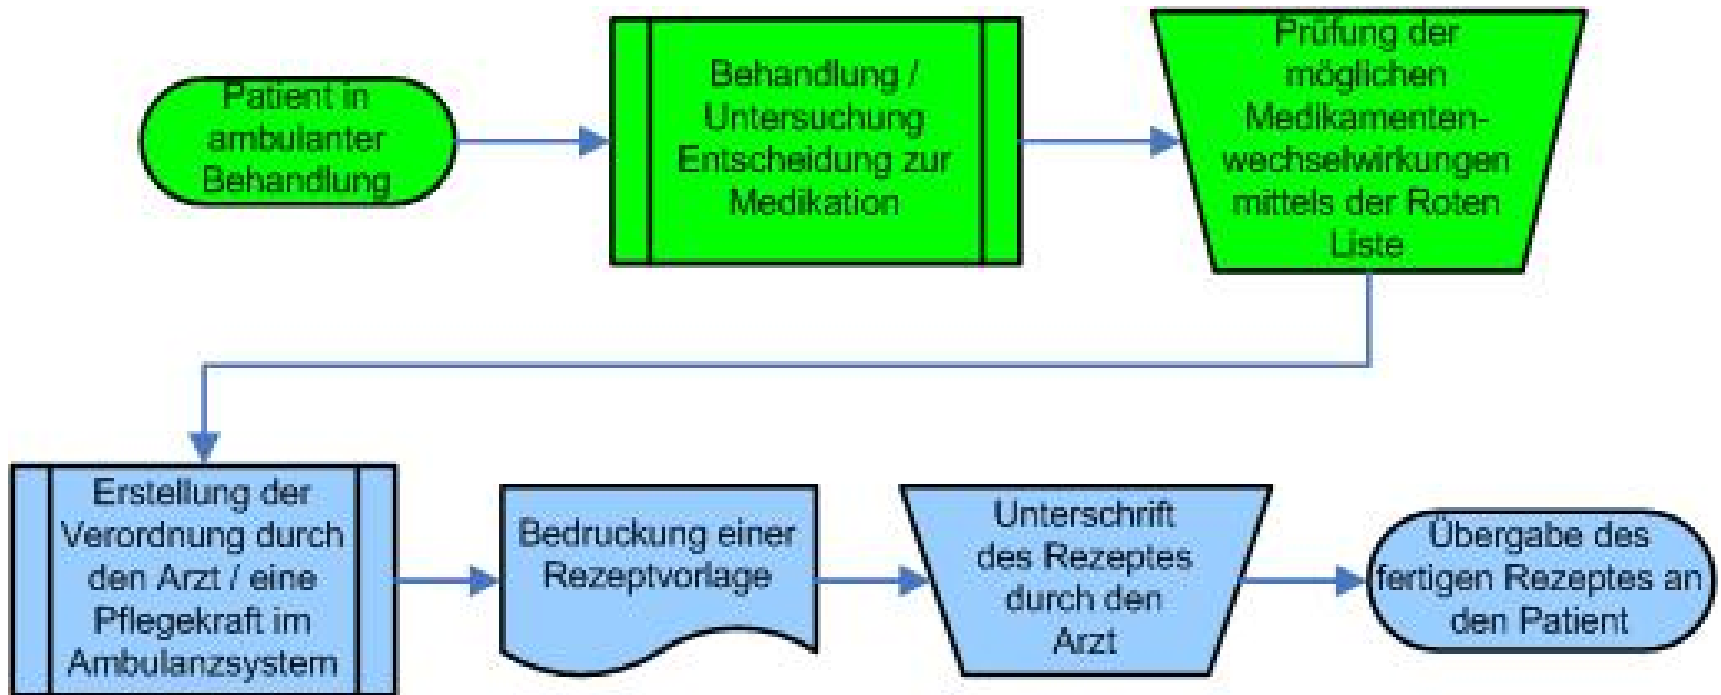 Patient in
ambulanter
Behandlung
Behandlung /
Untersuchung
Entscheidung zur
Medikation
Prüfung der
möglichen
Medikamenten-
wechselwirkungen
mittels der Roten
Liste
Erstellung der
Verordnung durch
den Arzt / eine
Pflegekraft im
Ambulanzsystem
Bedruckung einer
Rezeptvorlage
Unterschrift
des Rezeptes
durch den
Arzt
Übergabe des
fertigen Rezeptes an
den Patient